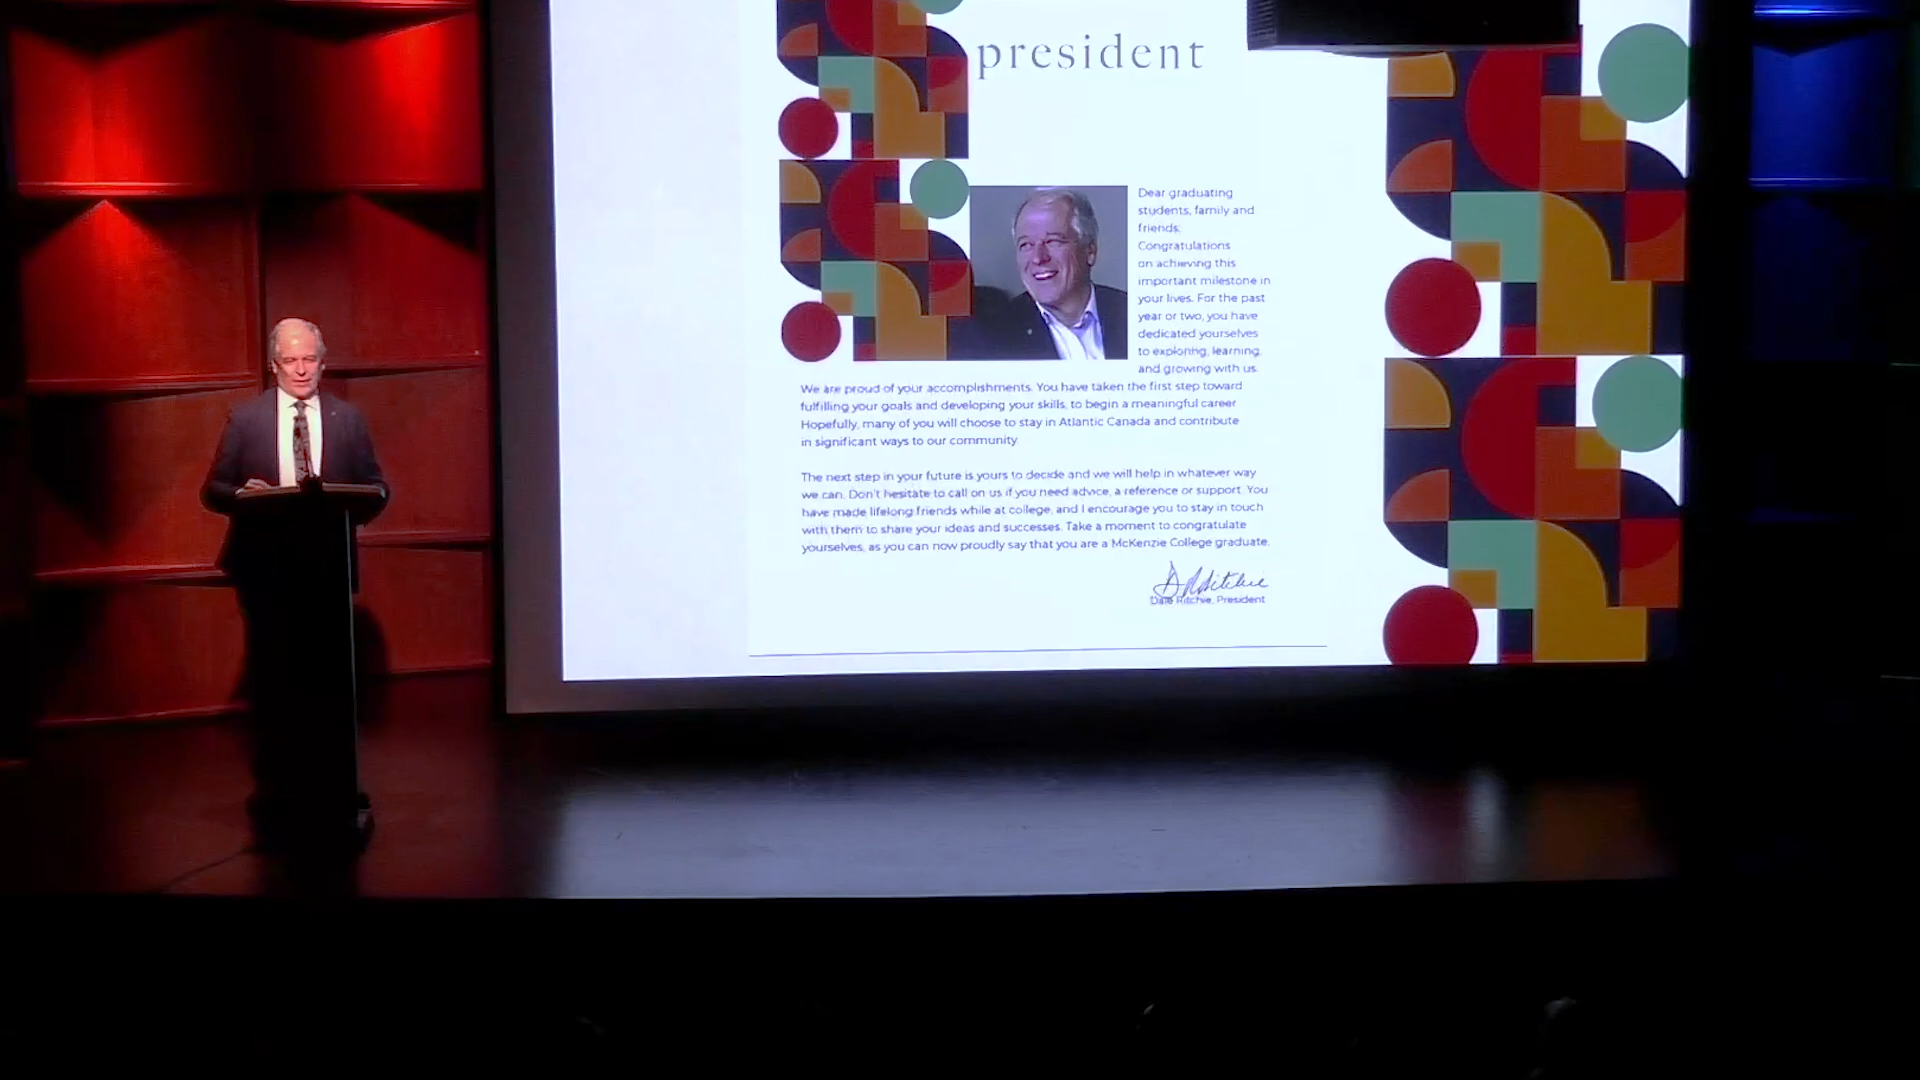 president
Dear graduating
students, family and
friends;
Congratulations
on achieving this
important milestone in
your lives. For the past
year or two, you have
dedicated yourselves
to exploring, learning,
and growing with us.
We are proud of your accomplishments. You have taken the first step toward
fulfilling your goals and developing your skills, to begin a meaningful career.
Hopefully, many of you will choose to stay in Atlantic Canada and contribute
in significant ways to our community.
The next step in your future is yours to decide and we will help in whatever way
we can. Don't hesitate to call on us if you need advice, a reference or support. You
have made lifelong friends while at college, and I encourage you to stay in touch
with them to share your ideas and successes. Take a moment to congratulate
yourselves, as you can now proudly say that you are a McKenzie College graduate.
D Ritchie
Dale Ritchie, President